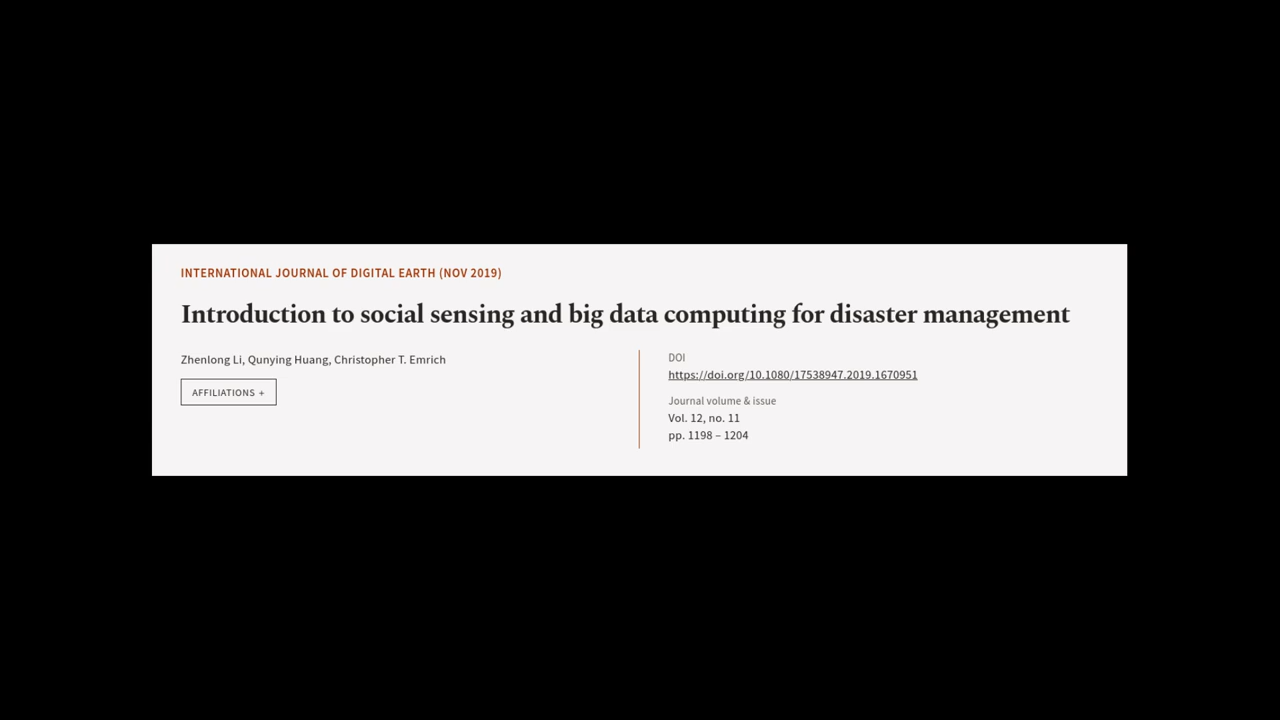 INTERNATIONAL JOURNAL OF DIGITAL EARTH (NOV 2019)
Introduction to social sensing and big data computing for disaster management
Zhenlong Li, Qunying Huang, Christopher T. Emrich
AFFILIATIONS +
DOI
https://doi.org/10.1080/17538947.2019.1670951
Journal volume & issue
Vol. 12, no. 11
pp. 1198 – 1204